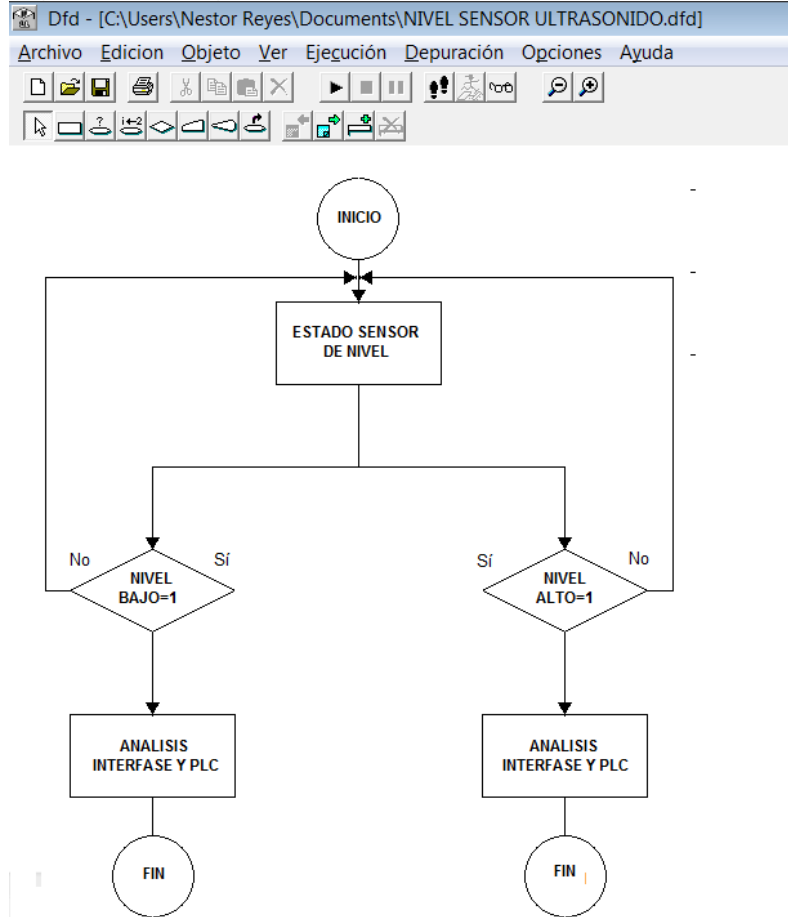 Dfd - [C:\Users\Nestor Reyes\Documents\NIVEL SENSOR ULTRASONIDO.dfd]
Archivo Edicion Objeto Ver Ejecución Depuración Opciones Ayuda
INICIO
ESTADO SENSOR
DE NIVEL
No
Sí
NIVEL
BAJO=1
Sí
No
NIVEL
ALTO=1
ANALISIS
INTERFASE Y PLC
ANALISIS
INTERFASE Y PLC
FIN
FIN